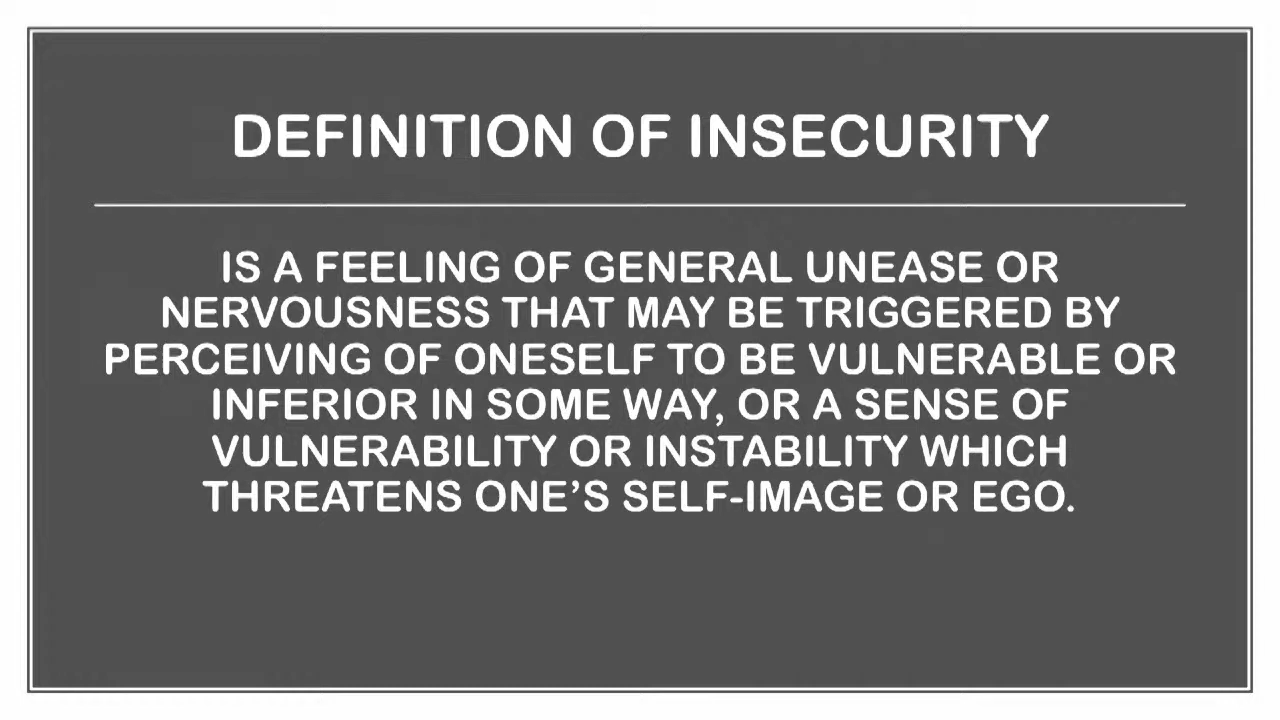 DEFINITION OF INSECURITY
IS A FEELING OF GENERAL UNEASE OR
NERVOUSNESS THAT MAY BE TRIGGERED BY
PERCEIVING OF ONESELF TO BE VULNERABLE OR
INFERIOR IN SOME WAY, OR A SENSE OF
VULNERABILITY OR INSTABILITY WHICH
THREATENS ONE’S SELF-IMAGE OR EGO.